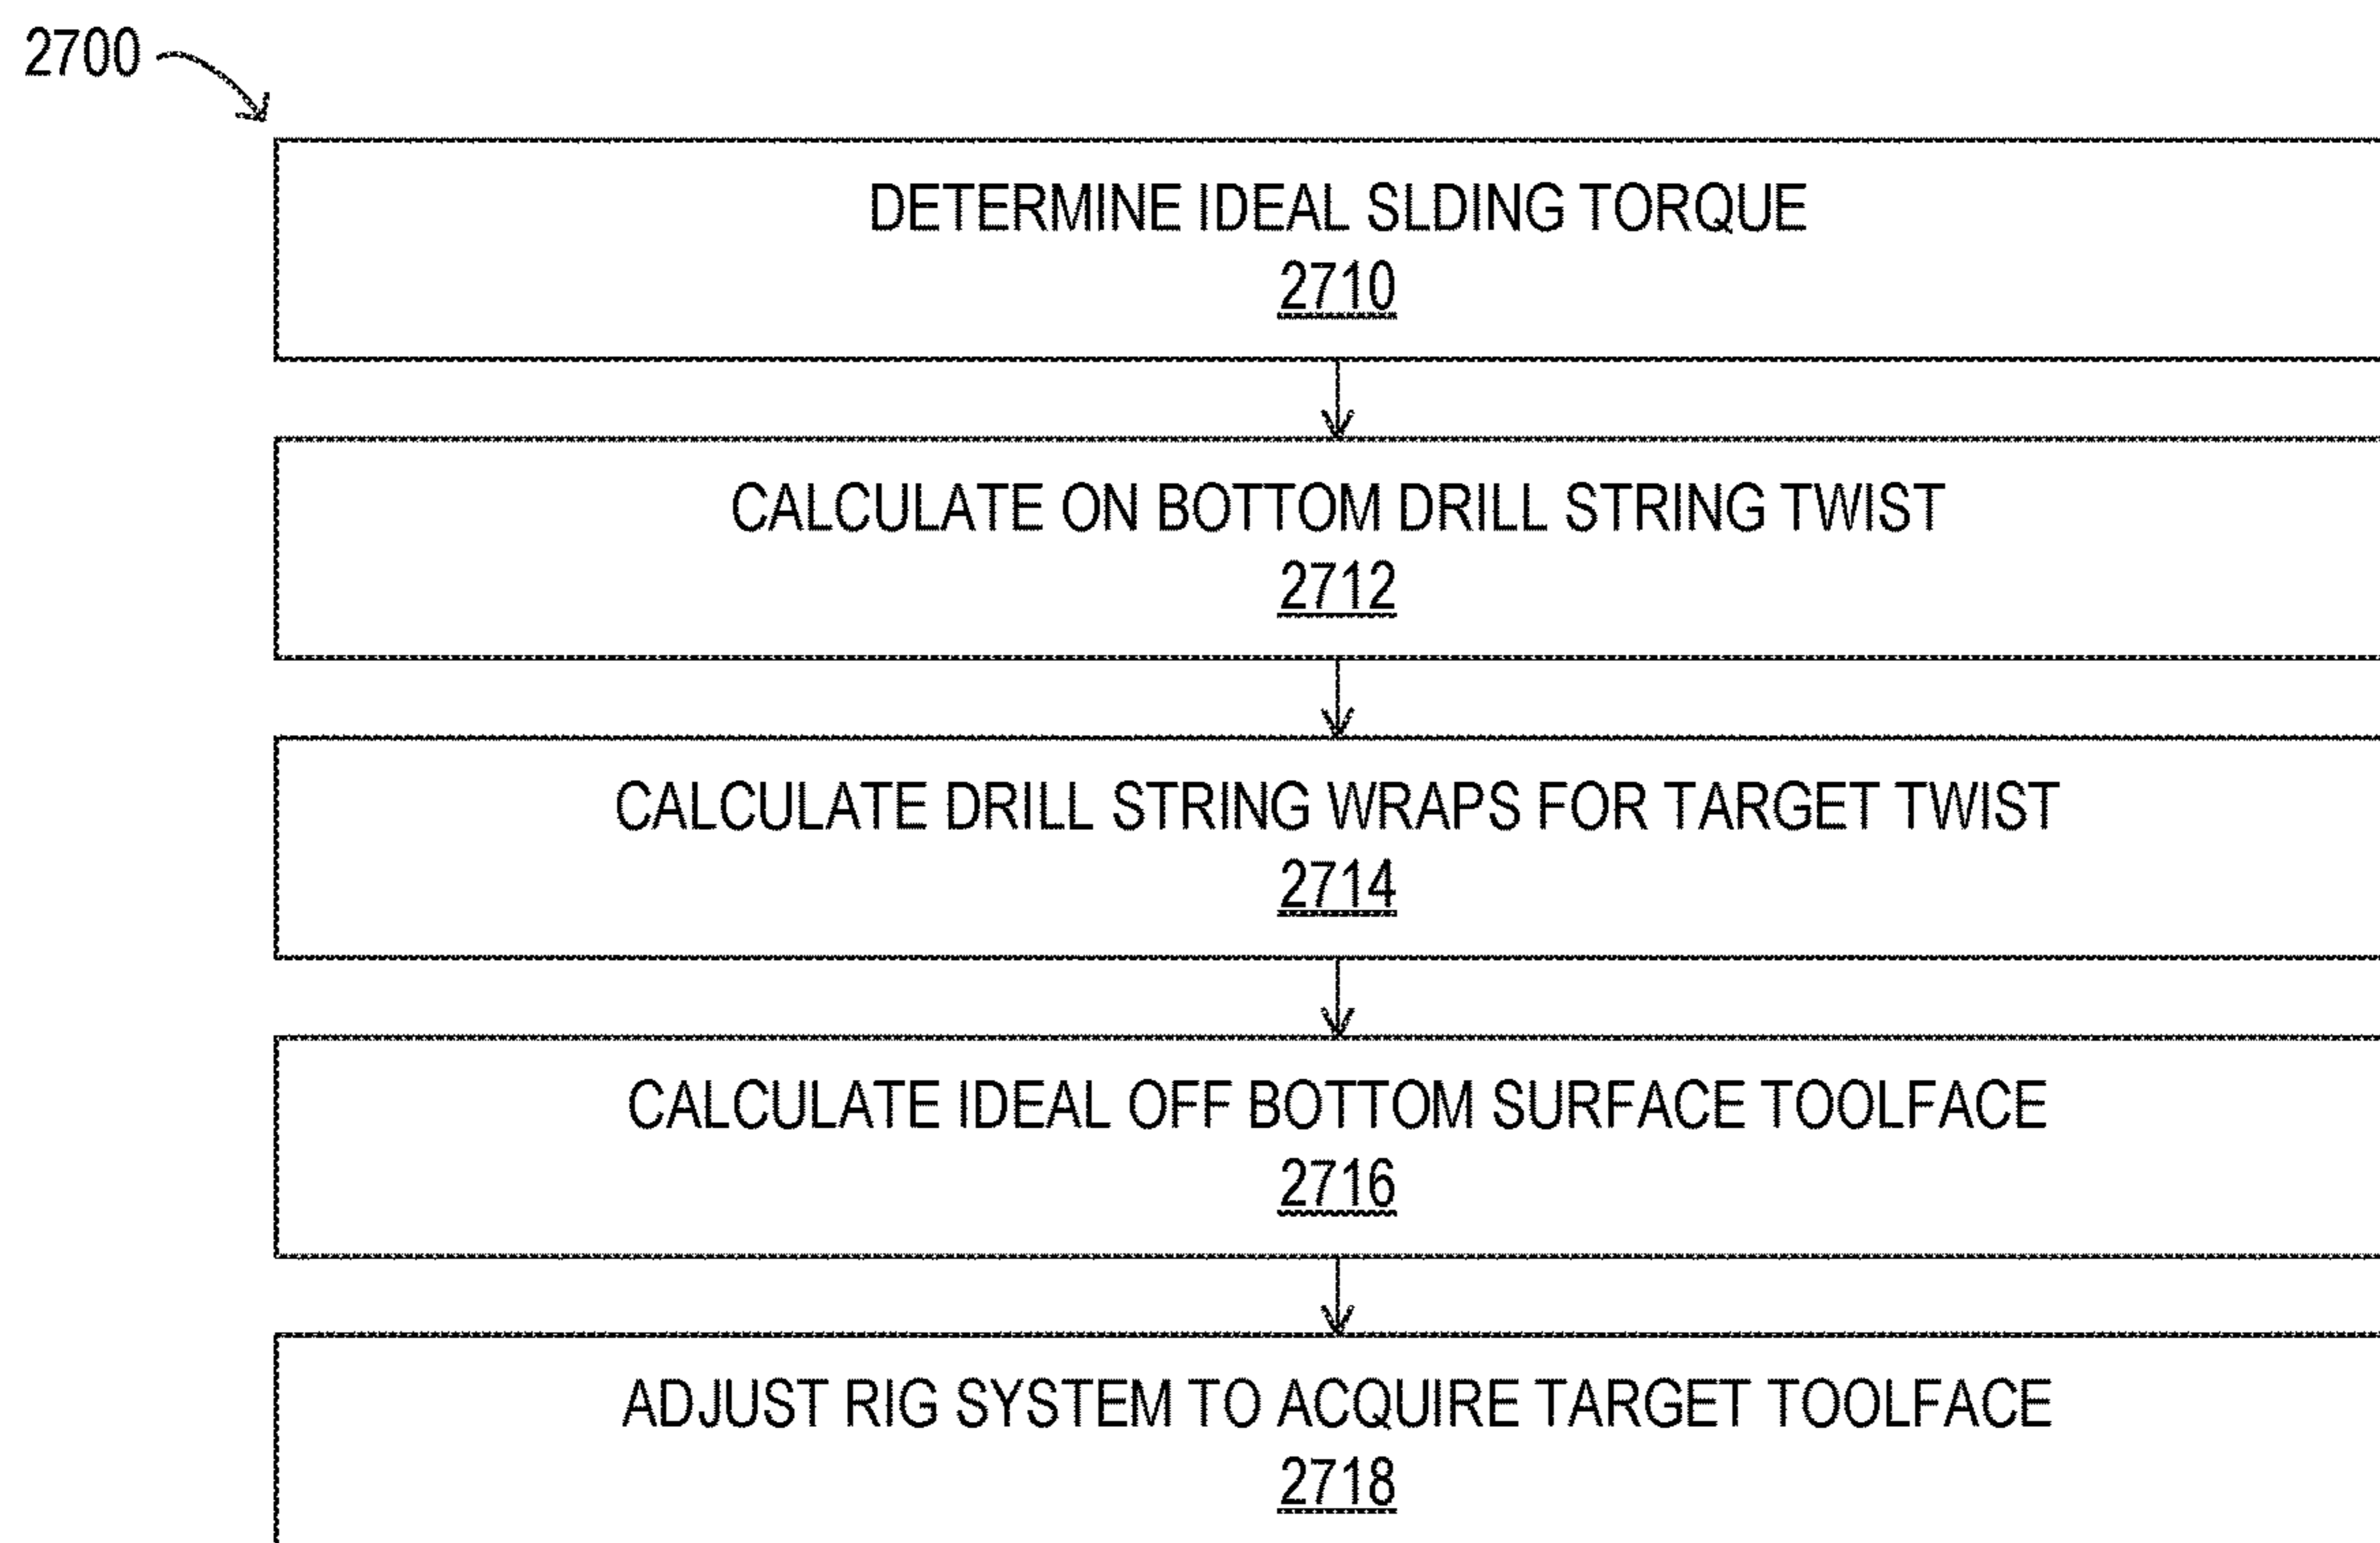 2700
DETERMINE IDEAL SLDING TORQUE
2710
CALCULATE ON BOTTOM DRILL STRING TWIST
2712
CALCULATE DRILL STRING WRAPS FOR TARGET TWIST
2714
CALCULATE IDEAL OFF BOTTOM SURFACE TOOLFACE
2716
ADJUST RIG SYSTEM TO ACQUIRE TARGET TOOLFACE
2718